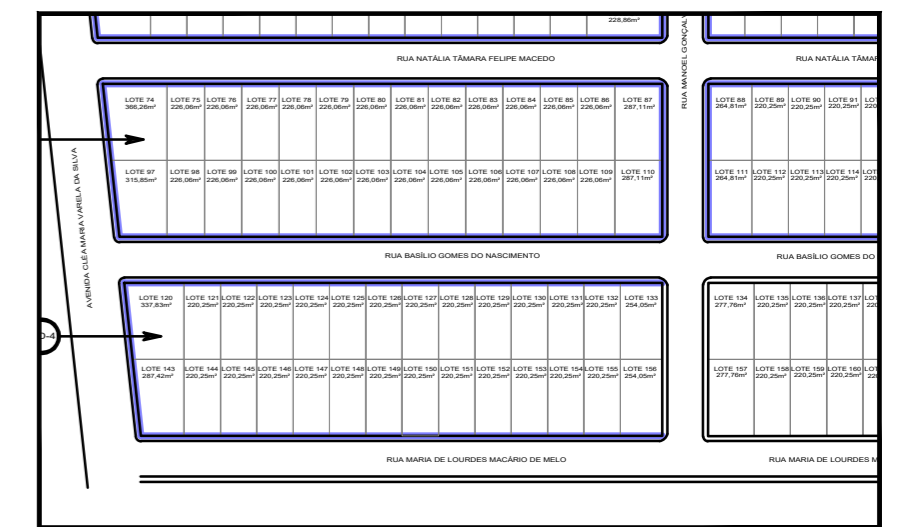 228,86m²
RUA NATÁLIA TÂMARA FELIPE MACEDO
RUA NATÁLIA
RUA MANOEL
AVENIDA CLÉA MARIA VARELA DA SILVA
LOTE 74 LOTE 75 LOTE 76 LOTE 77 LOTE 78 LOTE 79 LOTE 80 LOTE 81 LOTE 82 LOTE 83 LOTE 84 LOTE 85 LOTE 86 LOTE 87
366,26m² 226,06m² 226,06m² 226,06m² 226,06m² 226,06m² 226,06m² 226,06m² 226,06m² 226,06m² 226,06m² 226,06m² 226,06m² 287,11m²
LOTE 88 LOTE 89 LOTE 90 LOTE 91
264,81m² 220,25m² 220,25m² 220,25m²
LOTE 97 LOTE 98 LOTE 99 LOTE 100 LOTE 101 LOTE 102 LOTE 103 LOTE 104 LOTE 105 LOTE 106 LOTE 107 LOTE 108 LOTE 109 LOTE 110
315,85m² 226,06m² 226,06m² 226,06m² 226,06m² 226,06m² 226,06m² 226,06m² 226,06m² 226,06m² 226,06m² 226,06m² 226,06m² 287,11m²
LOTE 111 LOTE 112 LOTE 113 LOTE 114
264,81m² 220,25m² 220,25m² 220,25m²
RUA BASÍLIO GOMES DO NASCIMENTO
RUA BASÍLIO GOMES DO
LOTE 120 LOTE 121 LOTE 122 LOTE 123 LOTE 124 LOTE 125 LOTE 126 LOTE 127 LOTE 128 LOTE 129 LOTE 130 LOTE 131 LOTE 132 LOTE 133
337,83m² 220,25m² 220,25m² 220,25m² 220,25m² 220,25m² 220,25m² 220,25m² 220,25m² 220,25m² 220,25m² 220,25m² 220,25m² 254,05m²
LOTE 134 LOTE 135 LOTE 136 LOTE 137
277,76m² 220,25m² 220,25m² 220,25m²
LOTE 143 LOTE 144 LOTE 145 LOTE 146 LOTE 147 LOTE 148 LOTE 149 LOTE 150 LOTE 151 LOTE 152 LOTE 153 LOTE 154 LOTE 155 LOTE 156
287,42m² 220,25m² 220,25m² 220,25m² 220,25m² 220,25m² 220,25m² 220,25m² 220,25m² 220,25m² 220,25m² 220,25m² 220,25m² 254,05m²
LOTE 157 LOTE 158 LOTE 159 LOTE 160
277,76m² 220,25m² 220,25m² 220,25m²
RUA MARIA DE LOURDES MACÁRIO DE MELO
RUA MARIA DE LOURDES